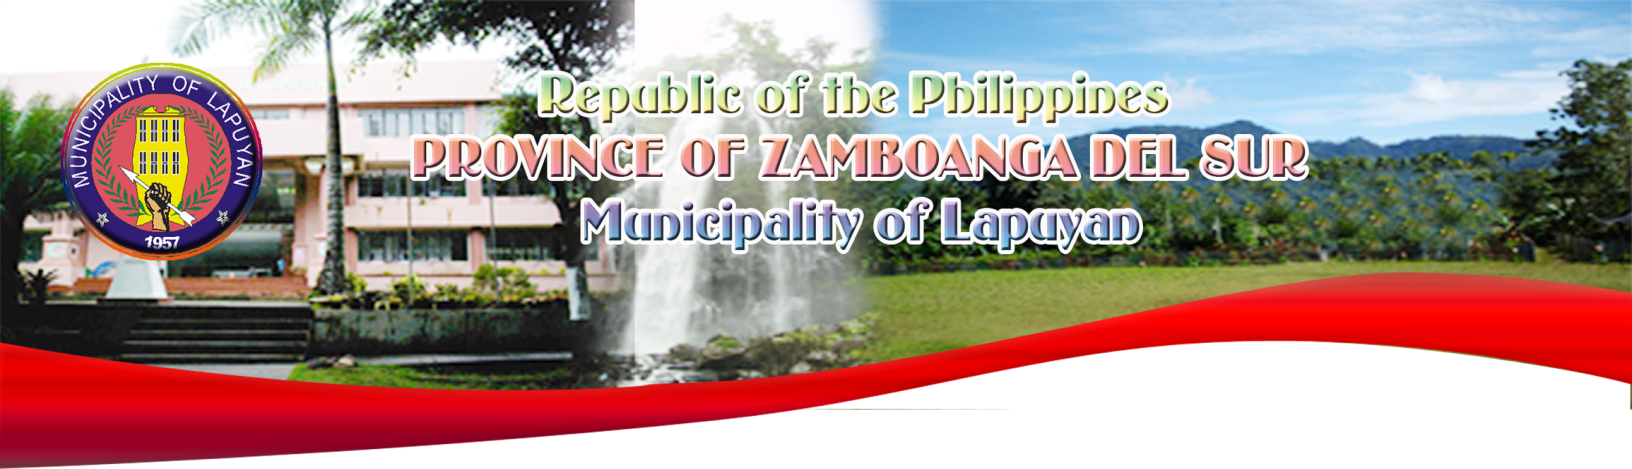 MUNICIPALITY OF LAPUYAN
1957
Republic of the Philippines
PROVINCE OF ZAMBOANGA DEL SUR
Municipality of Lapuyan